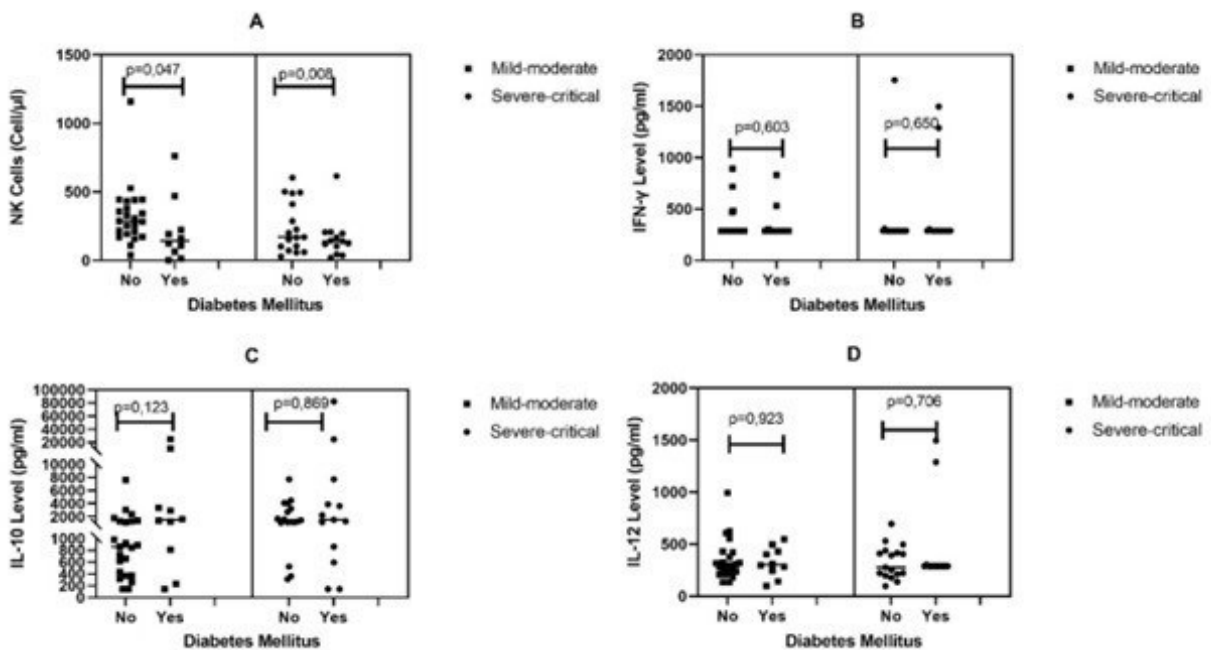 A
1500
1000
500
0
NK Cells (Cell/µl)
p=0,047
p=0,008
No
Yes
No
Yes
Diabetes Mellitus
Mild-moderate
Severe-critical
B
2000
1500
1000
500
0
IFN-γ Level (pg/ml)
p=0,603
p=0,650
No
Yes
No
Yes
Diabetes Mellitus
Mild-moderate
Severe-critical
C
100000
80000
60000
40000
20000
10000
8000
6000
4000
2000
1000
800
600
400
200
0
IL-10 Level (pg/ml)
p=0,123
p=0,869
No
Yes
No
Yes
Diabetes Mellitus
Mild-moderate
Severe-critical
D
2000
1500
1000
500
0
IL-12 Level (pg/ml)
p=0,923
p=0,706
No
Yes
No
Yes
Diabetes Mellitus
Mild-moderate
Severe-critical